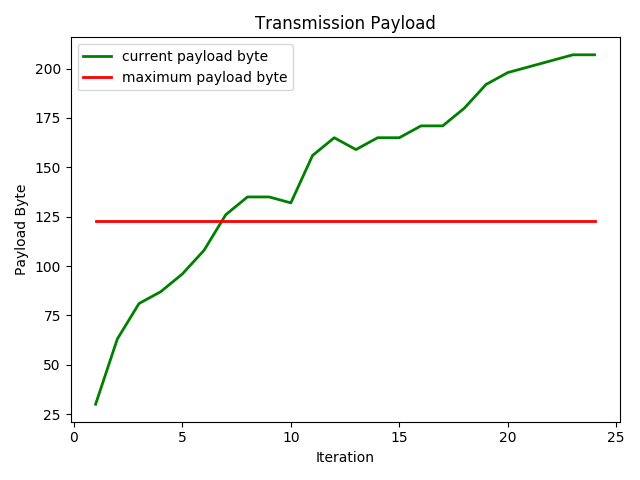 Transmission Payload
current payload byte
maximum payload byte
Payload Byte
200
175
150
125
100
75
50
25
0
5
10
15
20
25
Iteration